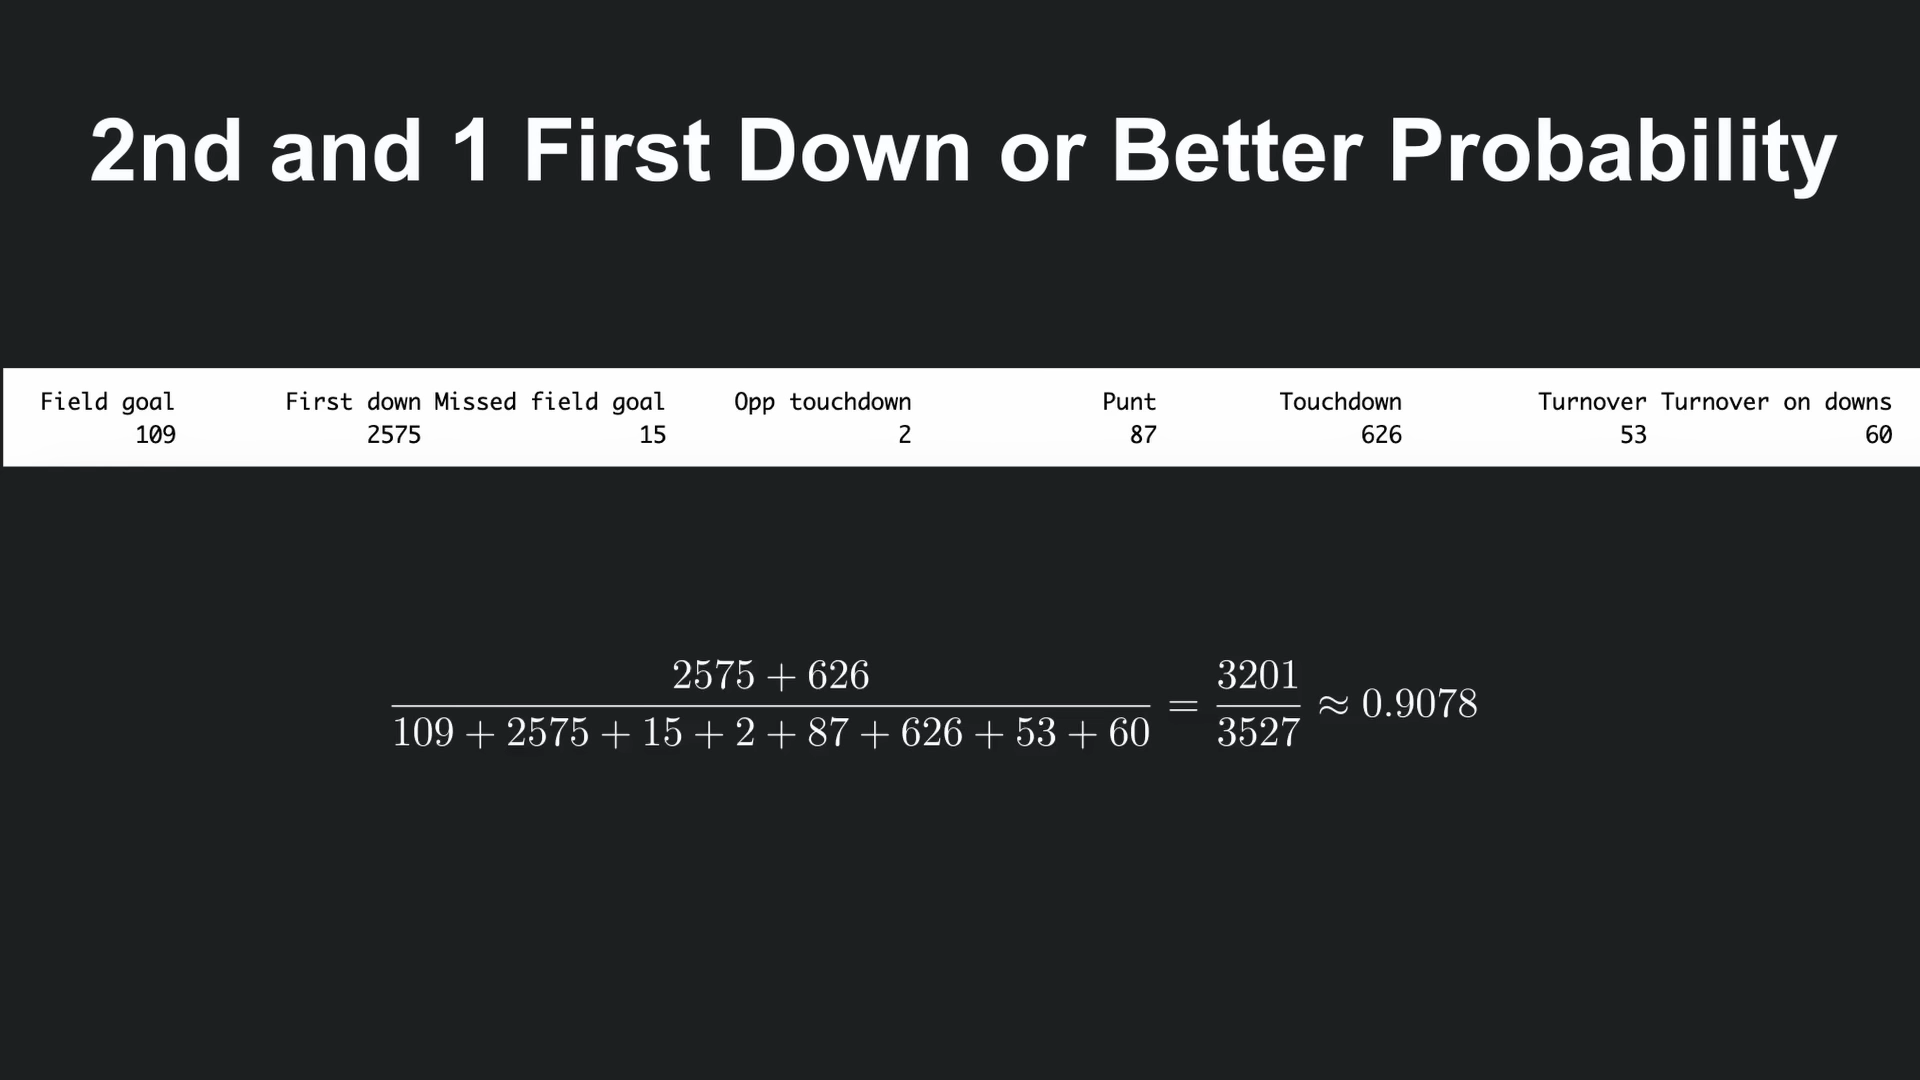 2nd and 1 First Down or Better Probability
Field goal First down Missed field goal Opp touchdown Punt Touchdown Turnover Turnover on downs
109 2575 15 2 87 626 53 60
2575 + 626
109 + 2575 + 15 + 2 + 87 + 626 + 53 + 60
=
3201
3527
≈ 0.9078